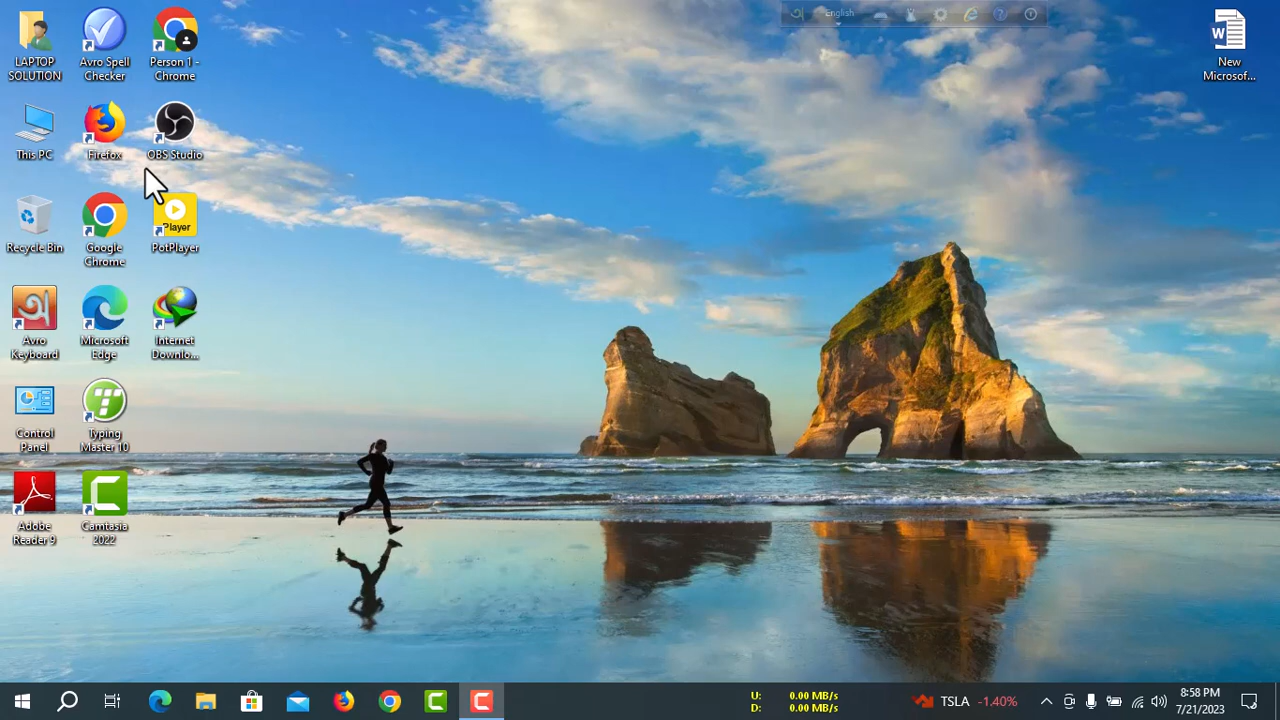 LAPTOP
SOLUTION
Avro Spell
Checker
Person 1 -
Chrome
This PC
Firefox
OBS Studio
Recycle Bin
Google
Chrome
Player
PotPlayer
অ
Avro
Keyboard
Microsoft
Edge
Internet
Downlo...
Control
Panel
Typing
Master 10
Adobe
Reader 9
Camtasia
2022
English
W
New
Microsof...
U: 0.00 MB/s
D: 0.00 MB/s
TSLA -1.40%
8:58 PM
7/21/2023